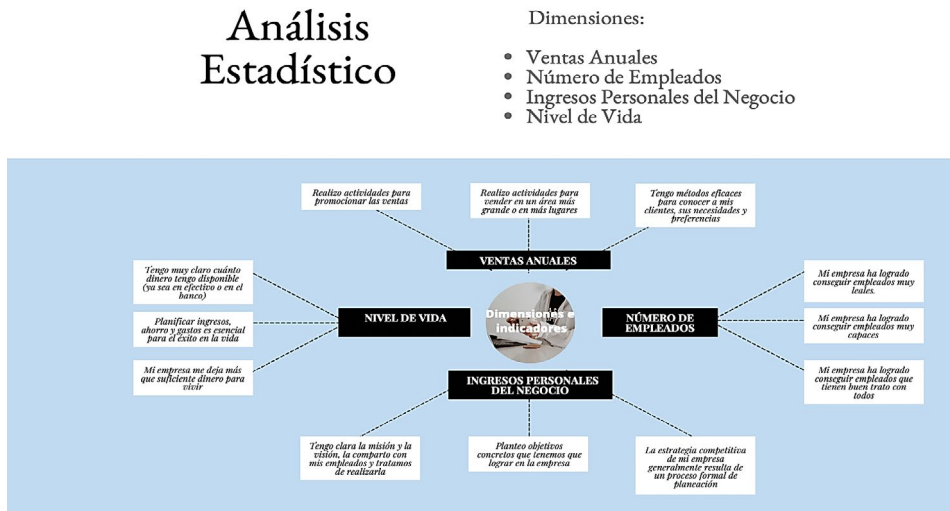 Análisis
Estadístico
Dimensiones:
• Ventas Anuales
• Número de Empleados
• Ingresos Personales del Negocio
• Nivel de Vida
Realizo actividades para
promocionar las ventas
Realizo actividades para
vender en un área más
grande o en más lugares
Tengo métodos eficaces
para conocer a mis
clientes, sus necesidades y
preferencias
VENTAS ANUALES
Tengo muy claro cuánto
dinero tengo disponible
(ya sea en efectivo o en el
banco)
Planificar ingresos,
ahorro y gastos es esencial
para el éxito en la vida
Mi empresa me deja más
que suficiente dinero para
vivir
NIVEL DE VIDA
Dimensiones e
indicadores
NÚMERO DE
EMPLEADOS
Mi empresa ha logrado
conseguir empleados muy
leales.
Mi empresa ha logrado
conseguir empleados muy
capaces
Mi empresa ha logrado
conseguir empleados que
tienen buen trato con
todos
INGRESOS PERSONALES
DEL NEGOCIO
Tengo clara la misión y la
visión, la comparto con
mis empleados y tratamos
de realizarla
Planteo objetivos
concretos que tenemos que
lograr en la empresa
La estrategia competitiva
de mi empresa
generalmente resulta de
un proceso formal de
planeación